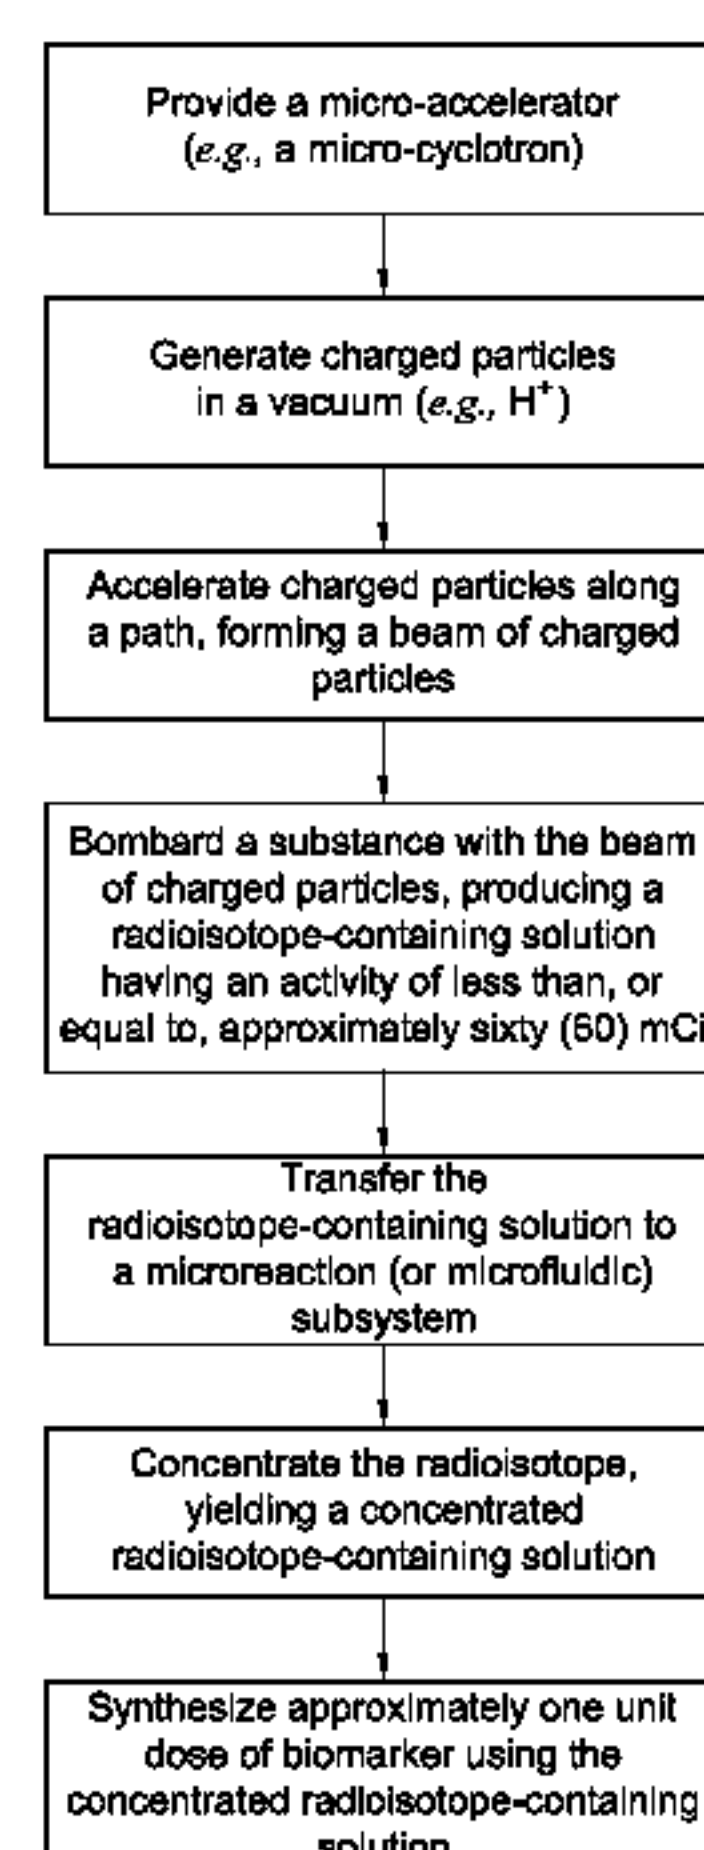 Provide a micro-accelerator
(e.g., a micro-cyclotron)
Generate charged particles
in a vacuum (e.g., H⁺)
Accelerate charged particles along
a path, forming a beam of charged
particles
Bombard a substance with the beam
of charged particles, producing a
radioisotope-containing solution
having an activity of less than, or
equal to, approximately sixty (60) mCi
Transfer the
radioisotope-containing solution to
a microreaction (or microfluidic)
subsystem
Concentrate the radioisotope,
yielding a concentrated
radioisotope-containing solution
Synthesize approximately one unit
dose of biomarker using the
concentrated radioisotope-containing
solution